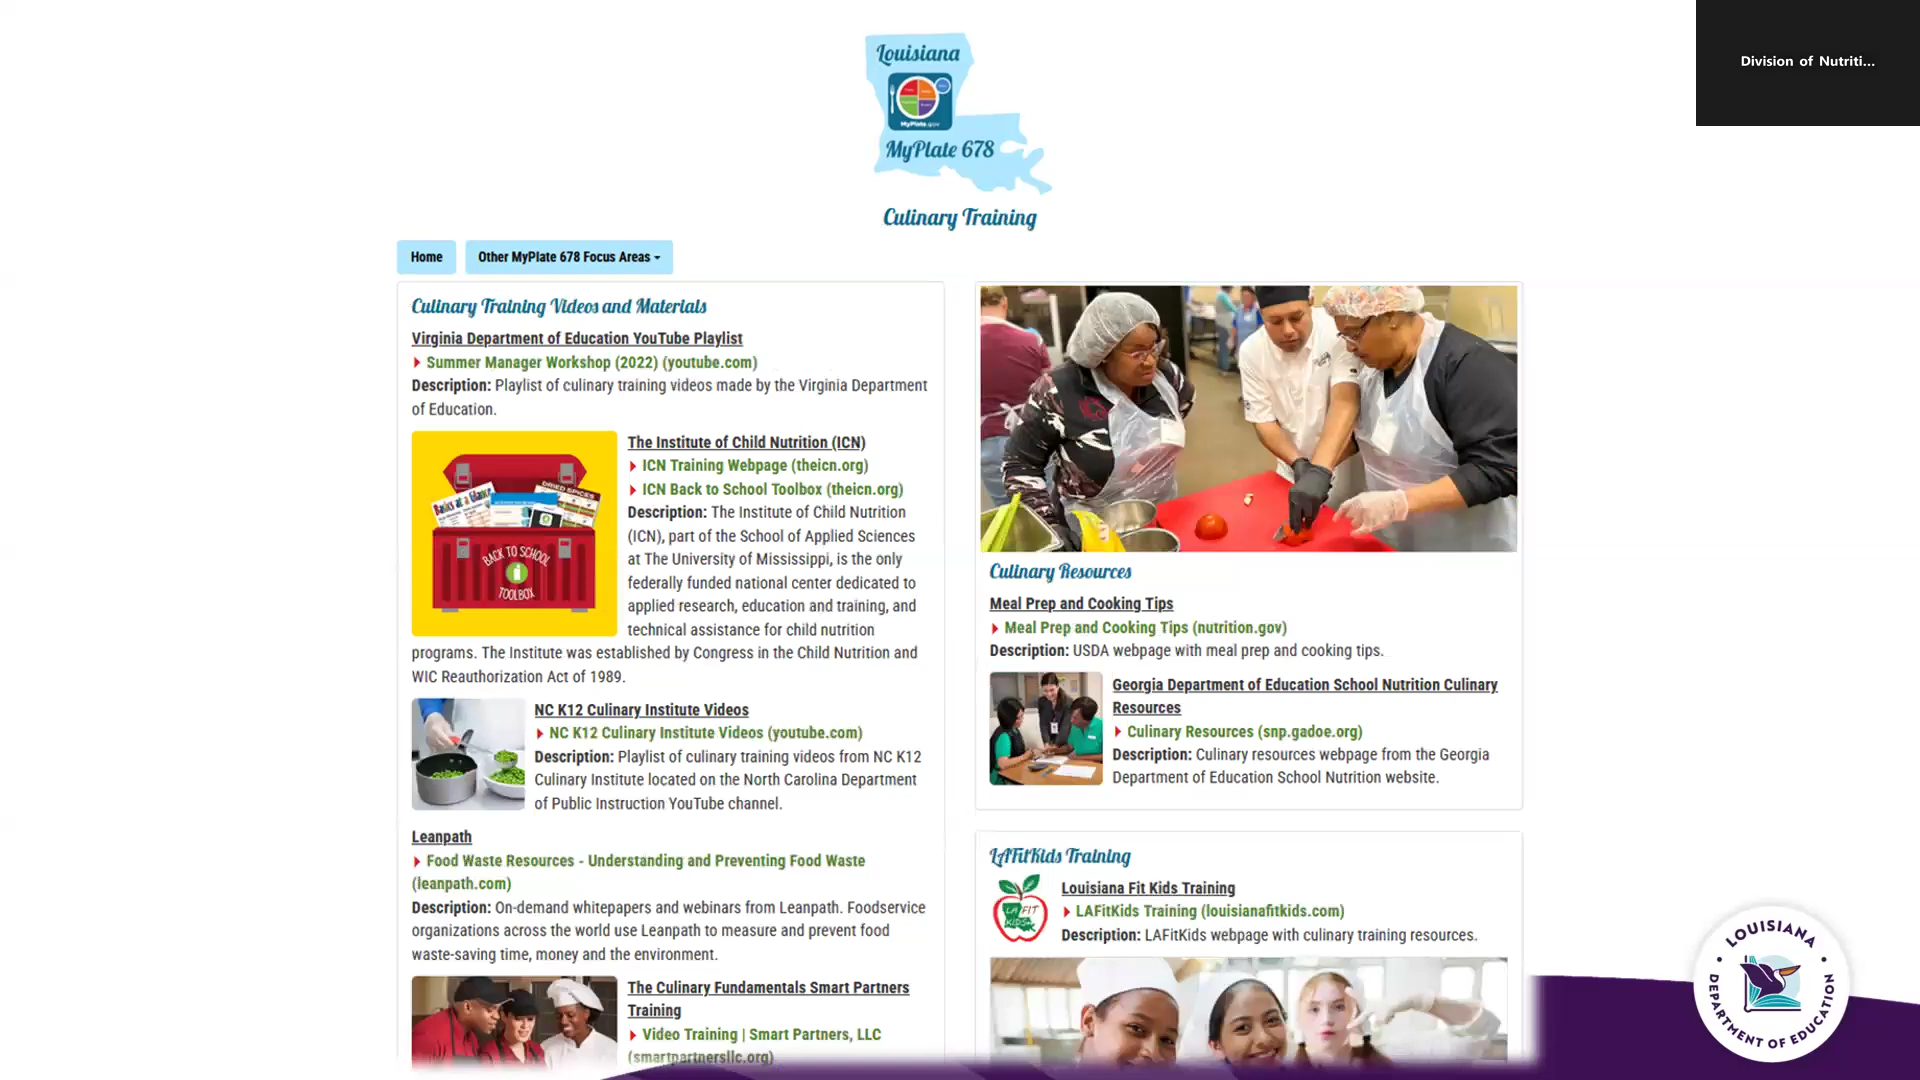 Division of Nutriti...
Louisiana
MyPlate.gov
MyPlate 678
Culinary Training
Home
Other MyPlate 678 Focus Areas
Culinary Training Videos and Materials
Virginia Department of Education YouTube Playlist
Summer Manager Workshop (2022) (youtube.com)
Description: Playlist of culinary training videos made by the Virginia Department
of Education.
Basics at a Glance
DRIED SPICES
BACK TO SCHOOL
TOOLBOX
The Institute of Child Nutrition (ICN)
ICN Training Webpage (theicn.org)
ICN Back to School Toolbox (theicn.org)
Description: The Institute of Child Nutrition
(ICN), part of the School of Applied Sciences
at The University of Mississippi, is the only
federally funded national center dedicated to
applied research, education and training, and
technical assistance for child nutrition
programs. The Institute was established by Congress in the Child Nutrition and
WIC Reauthorization Act of 1989.
NC K12 Culinary Institute Videos
NC K12 Culinary Institute Videos (youtube.com)
Description: Playlist of culinary training videos from NC K12
Culinary Institute located on the North Carolina Department
of Public Instruction YouTube channel.
Leanpath
Food Waste Resources - Understanding and Preventing Food Waste
(leanpath.com)
Description: On-demand whitepapers and webinars from Leanpath. Foodservice
organizations across the world use Leanpath to measure and prevent food
waste-saving time, money and the environment.
The Culinary Fundamentals Smart Partners
Training
Video Training | Smart Partners, LLC
(smartpartnersllc.org)
Culinary Resources
Meal Prep and Cooking Tips
Meal Prep and Cooking Tips (nutrition.gov)
Description: USDA webpage with meal prep and cooking tips.
Georgia Department of Education School Nutrition Culinary
Resources
Culinary Resources (snp.gadoe.org)
Description: Culinary resources webpage from the Georgia
Department of Education School Nutrition website.
LAFitKids Training
LA FIT
KIDS
Louisiana Fit Kids Training
LAFitKids Training (louisianafitkids.com)
Description: LAFitKids webpage with culinary training resources.
LOUISIANA
DEPARTMENT OF EDUCATION